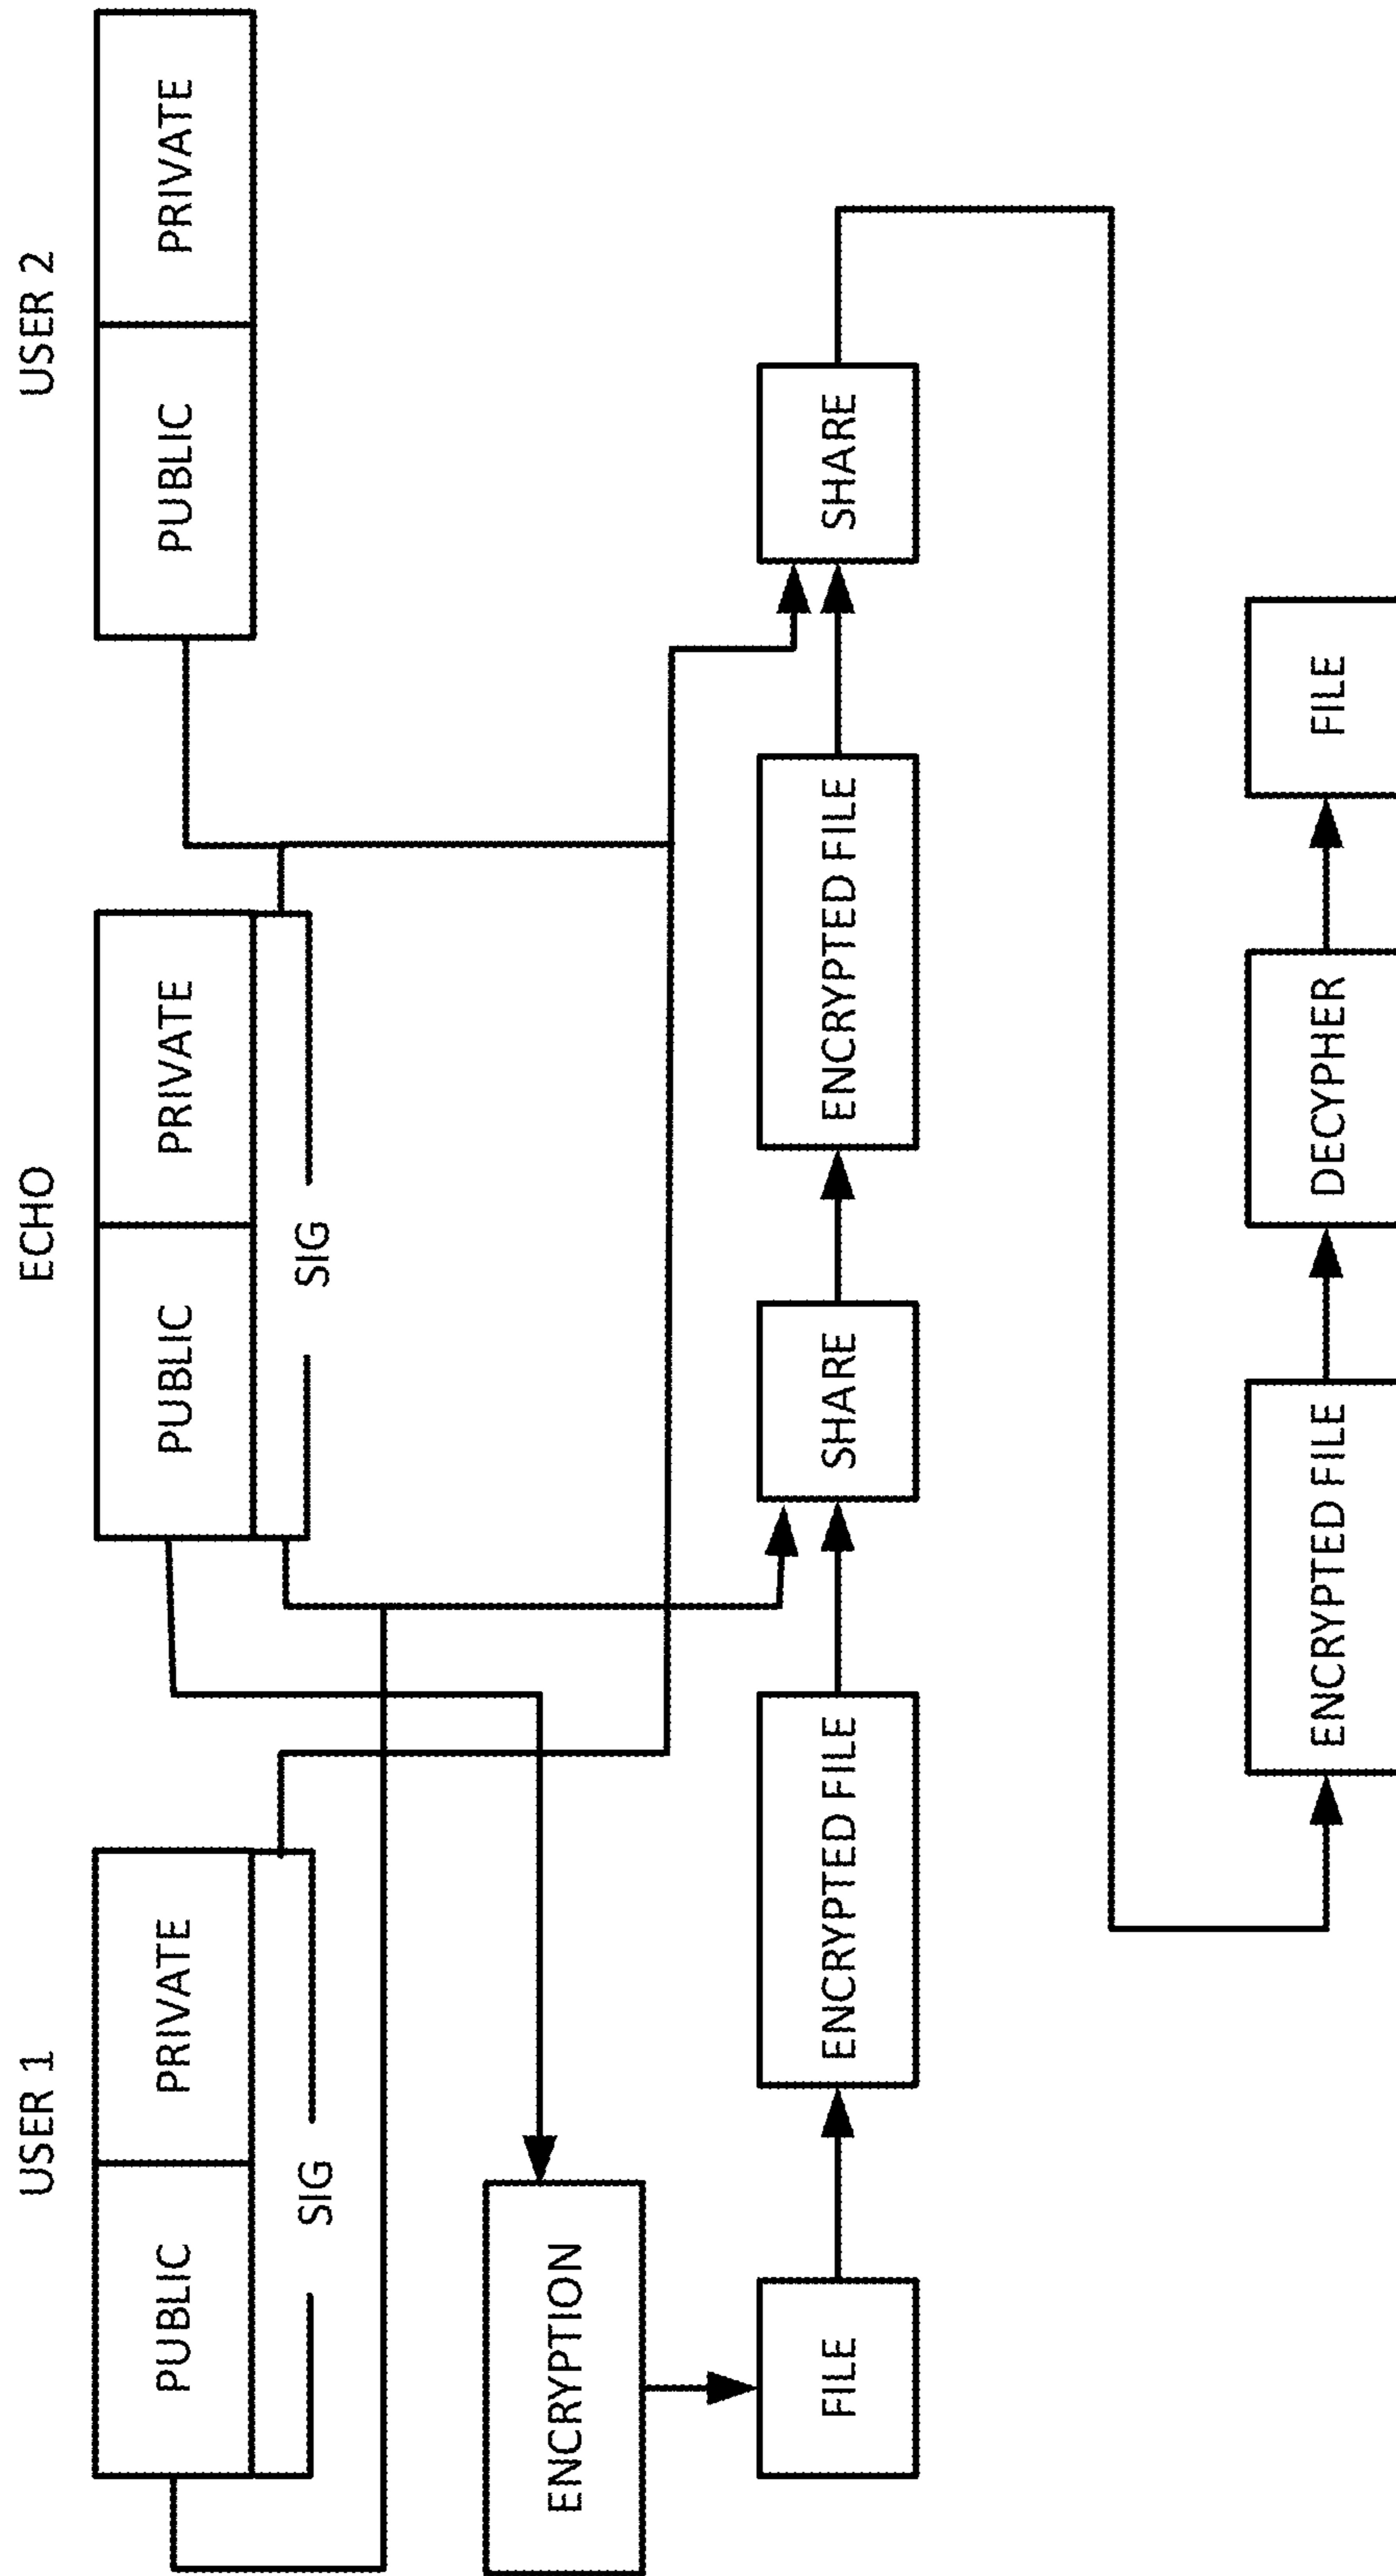 USER 1
ECHO
USER 2
PUBLIC
PRIVATE
PUBLIC
PRIVATE
PUBLIC
PRIVATE
SIG
SIG
ENCRYPTION
FILE
ENCRYPTED FILE
SHARE
ENCRYPTED FILE
SHARE
ENCRYPTED FILE
DECYPHER
FILE